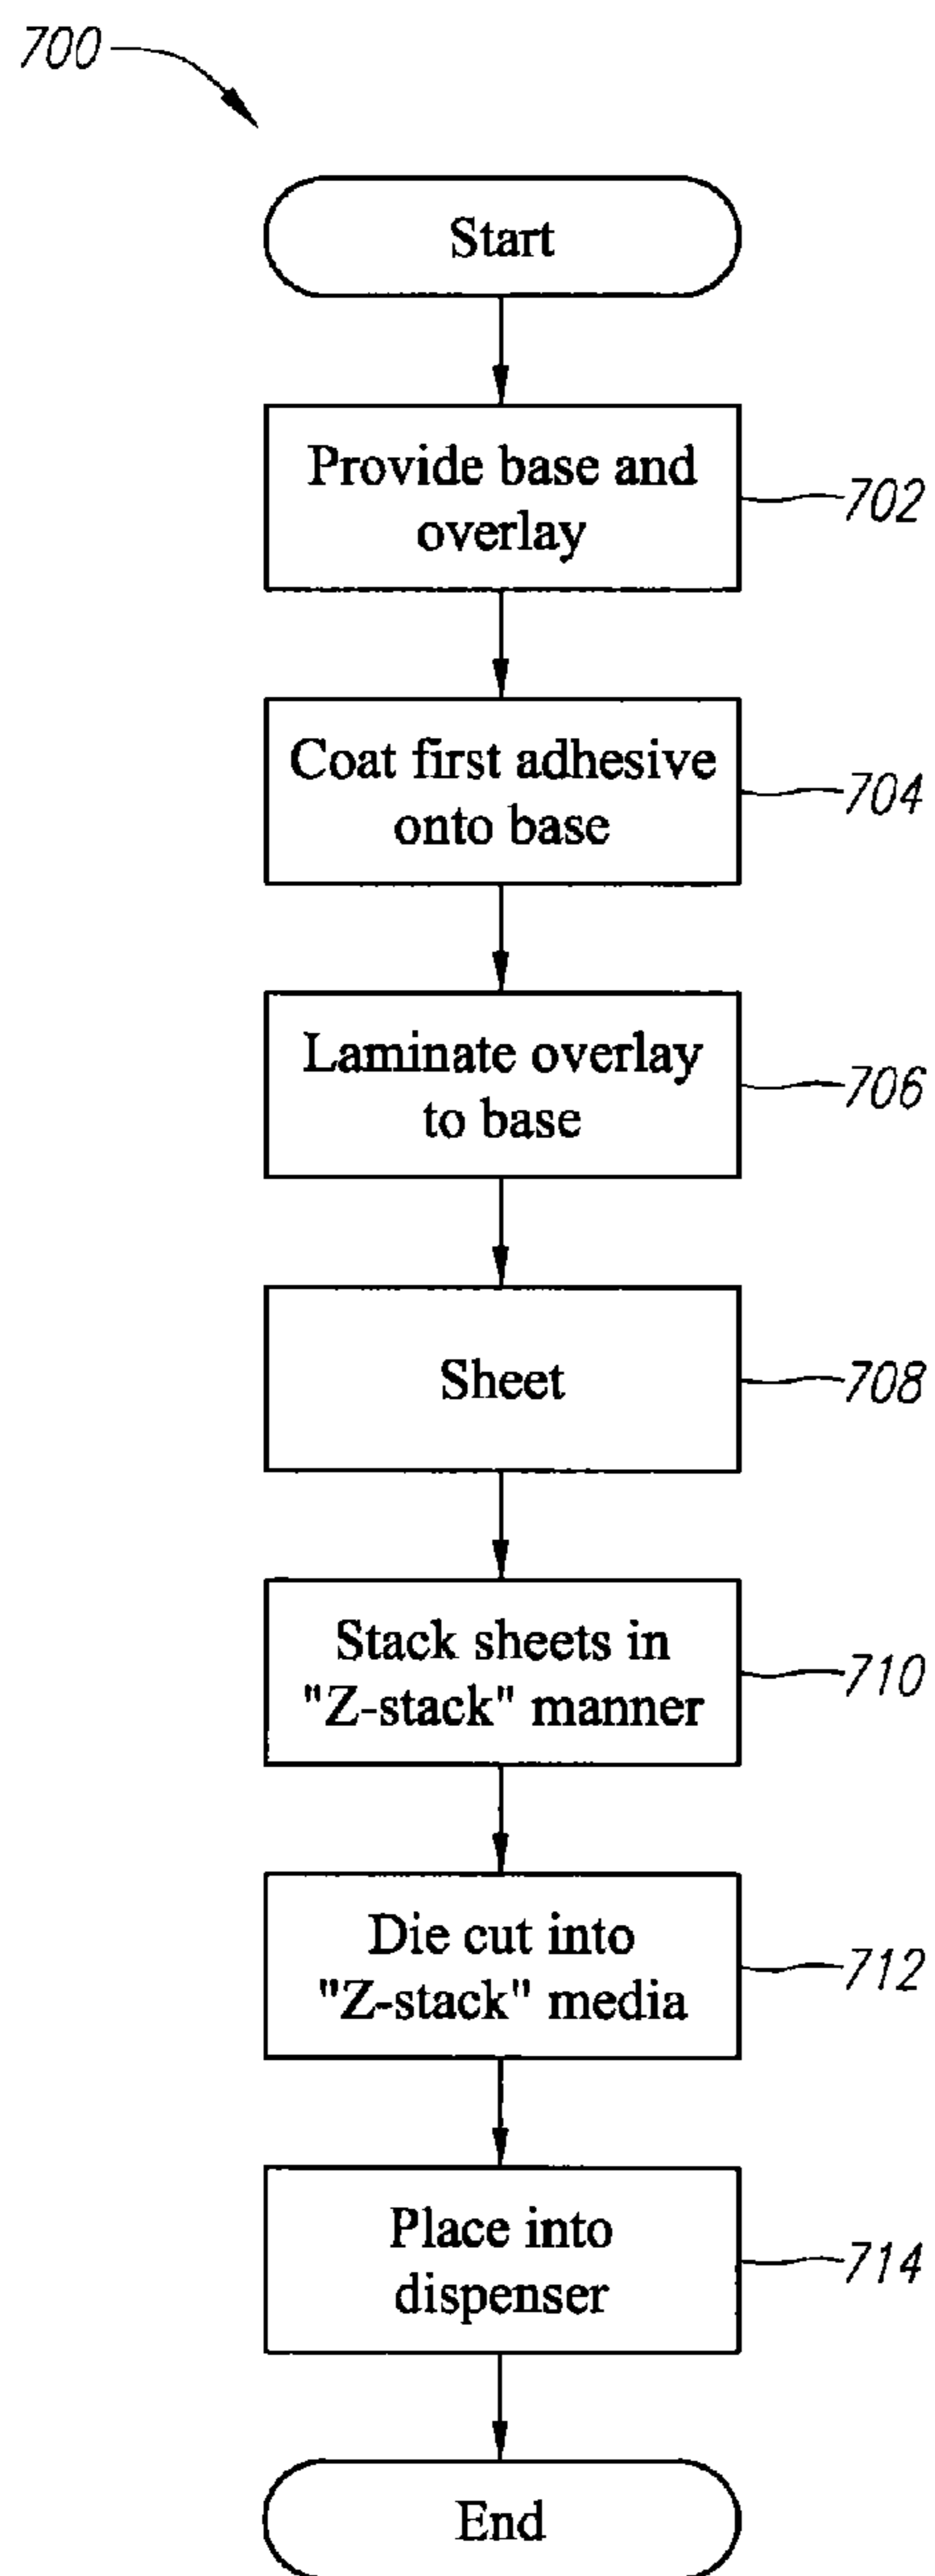 700
Start
Provide base and
overlay
702
Coat first adhesive
onto base
704
Laminate overlay
to base
706
Sheet
708
Stack sheets in
"Z-stack" manner
710
Die cut into
"Z-stack" media
712
Place into
dispenser
714
End